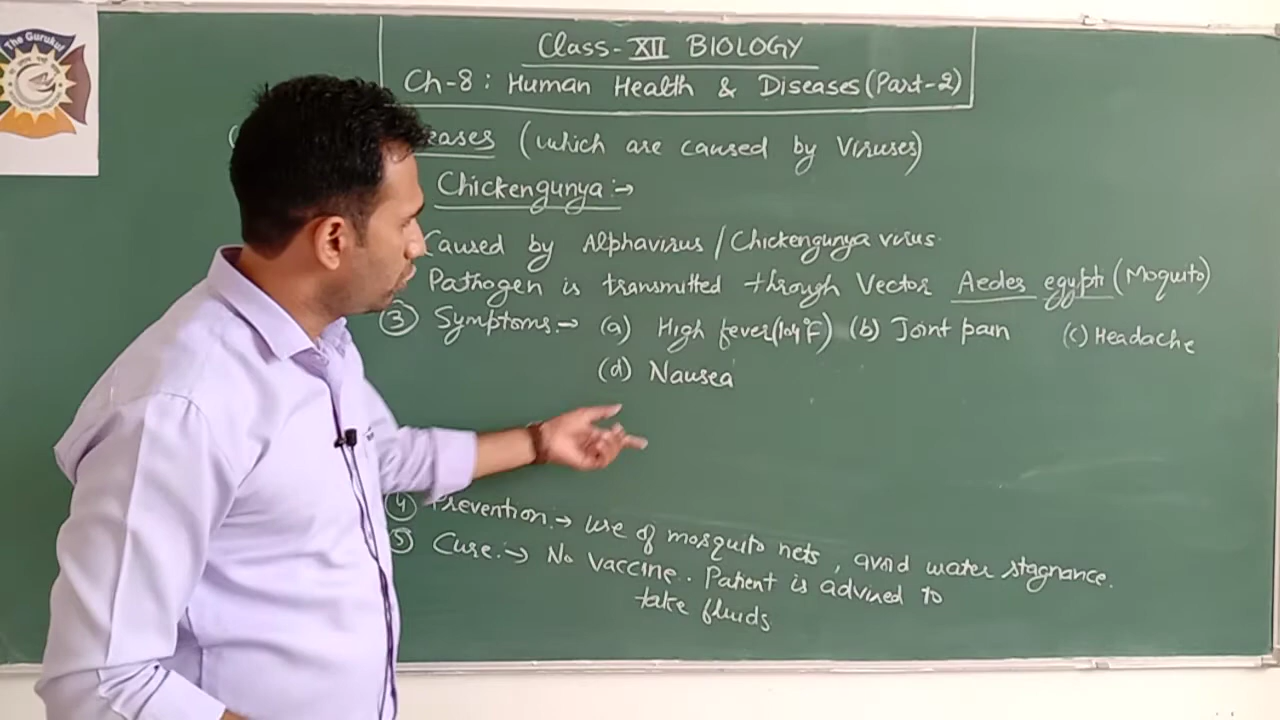 The Gurukul
Class-XII BIOLOGY
Ch-8: Human Health & Diseases (Part-2)
eases (which are caused by Viruses)
Chickengunya :→
Caused by Alphavirus / Chickengunya virus.
Pathogen is transmitted through Vector Aedes egypti (Moquito)
③ Symptoms.→ (a) High fever (104°F) (b) Joint pain (c) Headache
(d) Nausea
④ Prevention.→ use of mosquito nets, avoid water stagnance.
⑤ Cure.→ No vaccine. Patient is advised to
take fluids